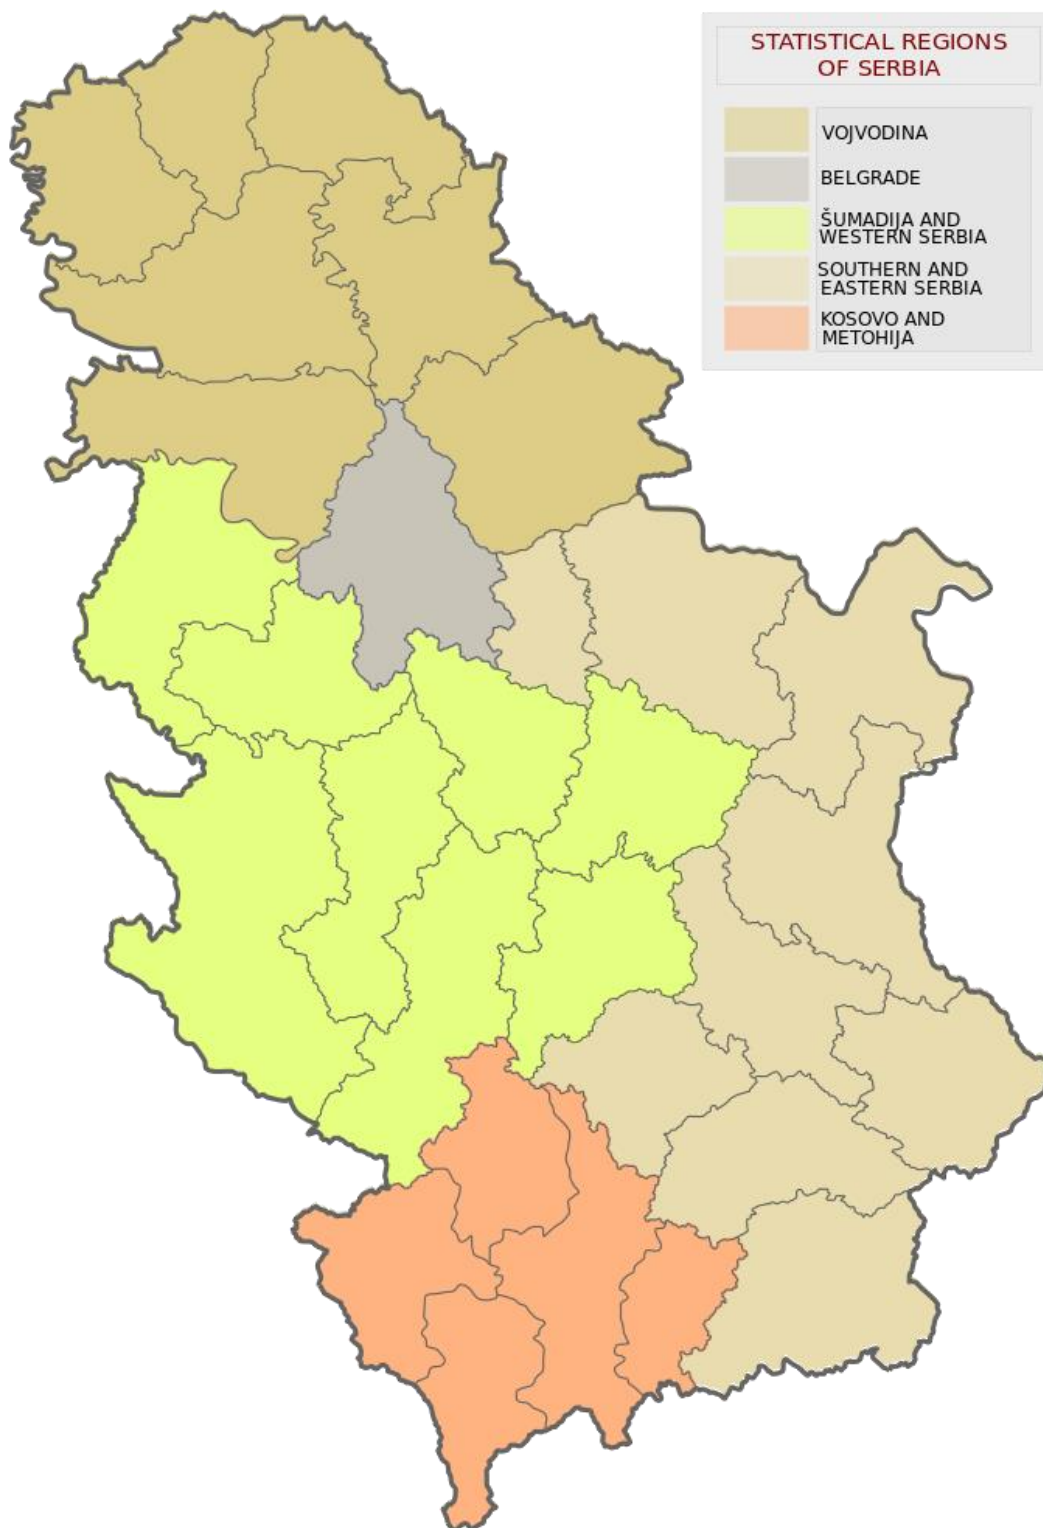 STATISTICAL REGIONS
OF SERBIA
VOJVODINA
BELGRADE
ŠUMADIJA AND
WESTERN SERBIA
SOUTHERN AND
EASTERN SERBIA
KOSOVO AND
METOHIJA